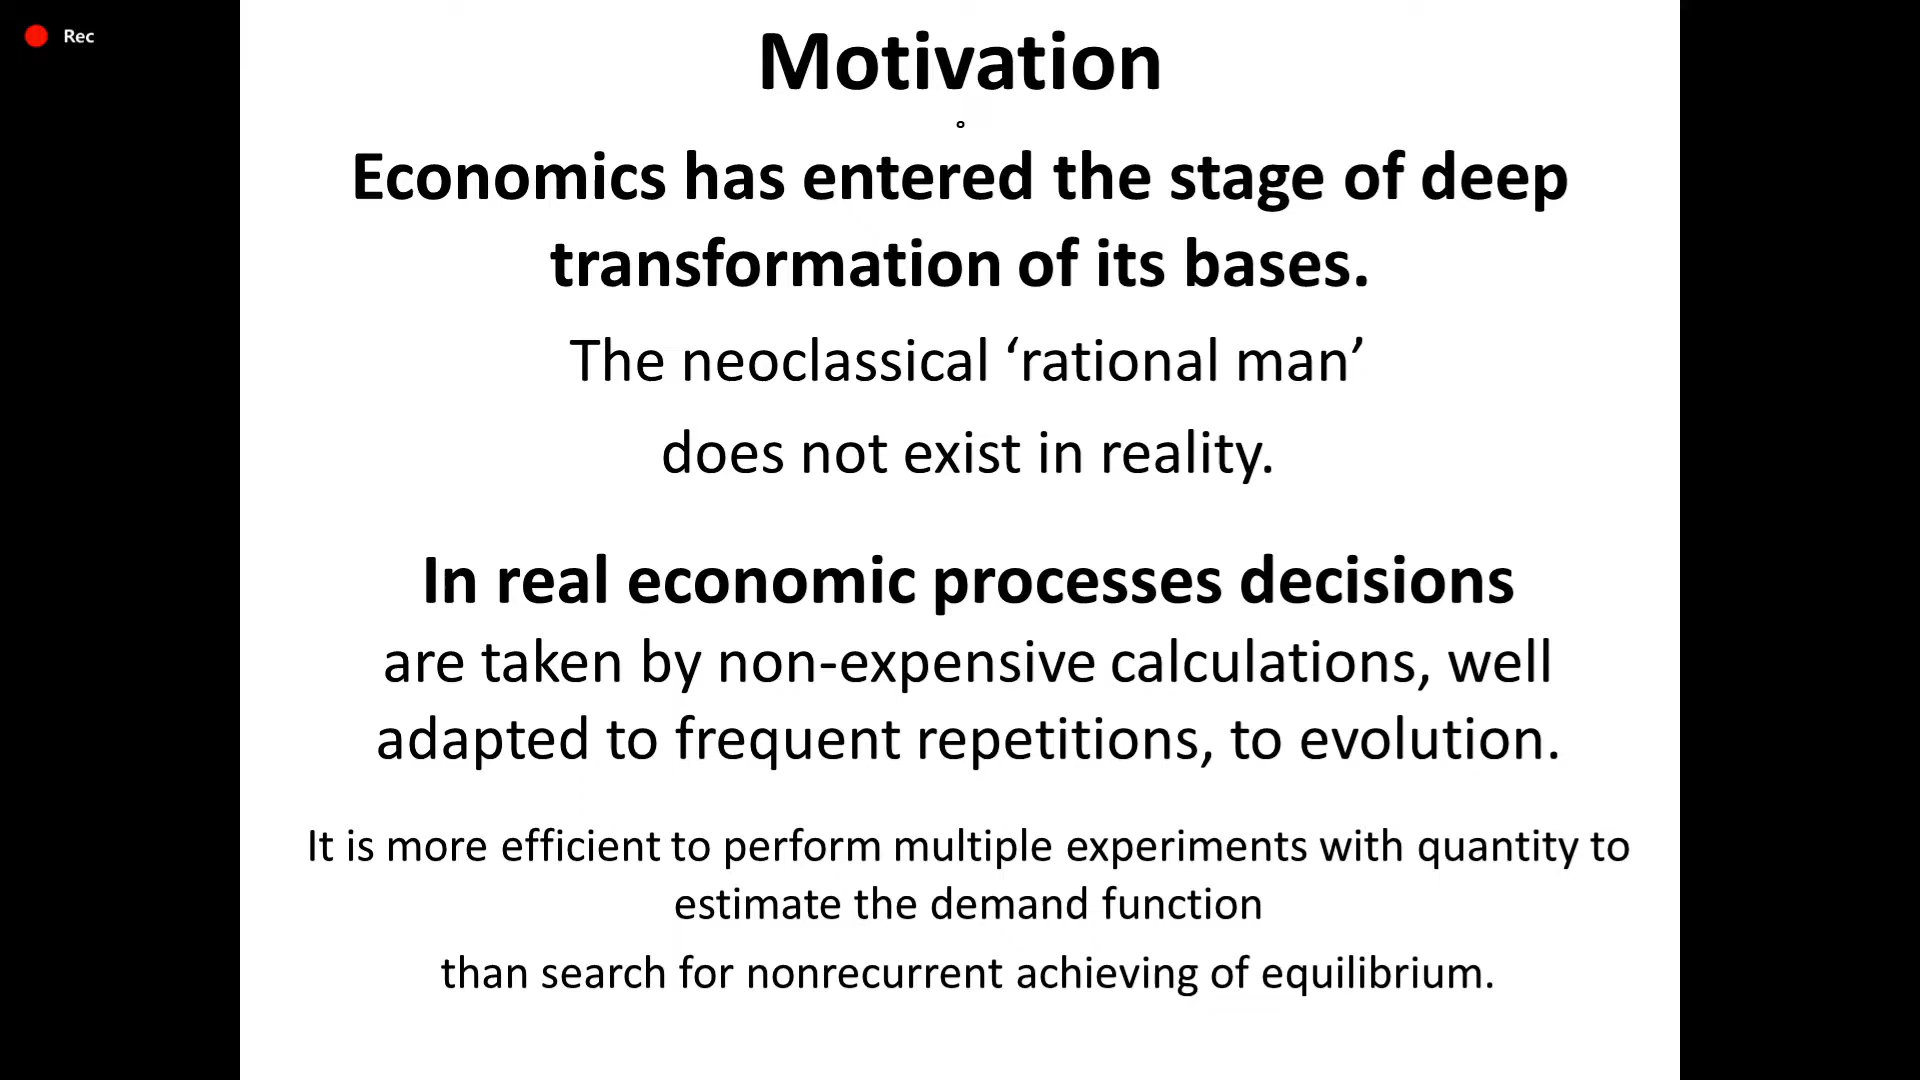 Rec
Motivation
Economics has entered the stage of deep
transformation of its bases.
The neoclassical ‘rational man’
does not exist in reality.
In real economic processes decisions
are taken by non-expensive calculations, well
adapted to frequent repetitions, to evolution.
It is more efficient to perform multiple experiments with quantity to
estimate the demand function
than search for nonrecurrent achieving of equilibrium.